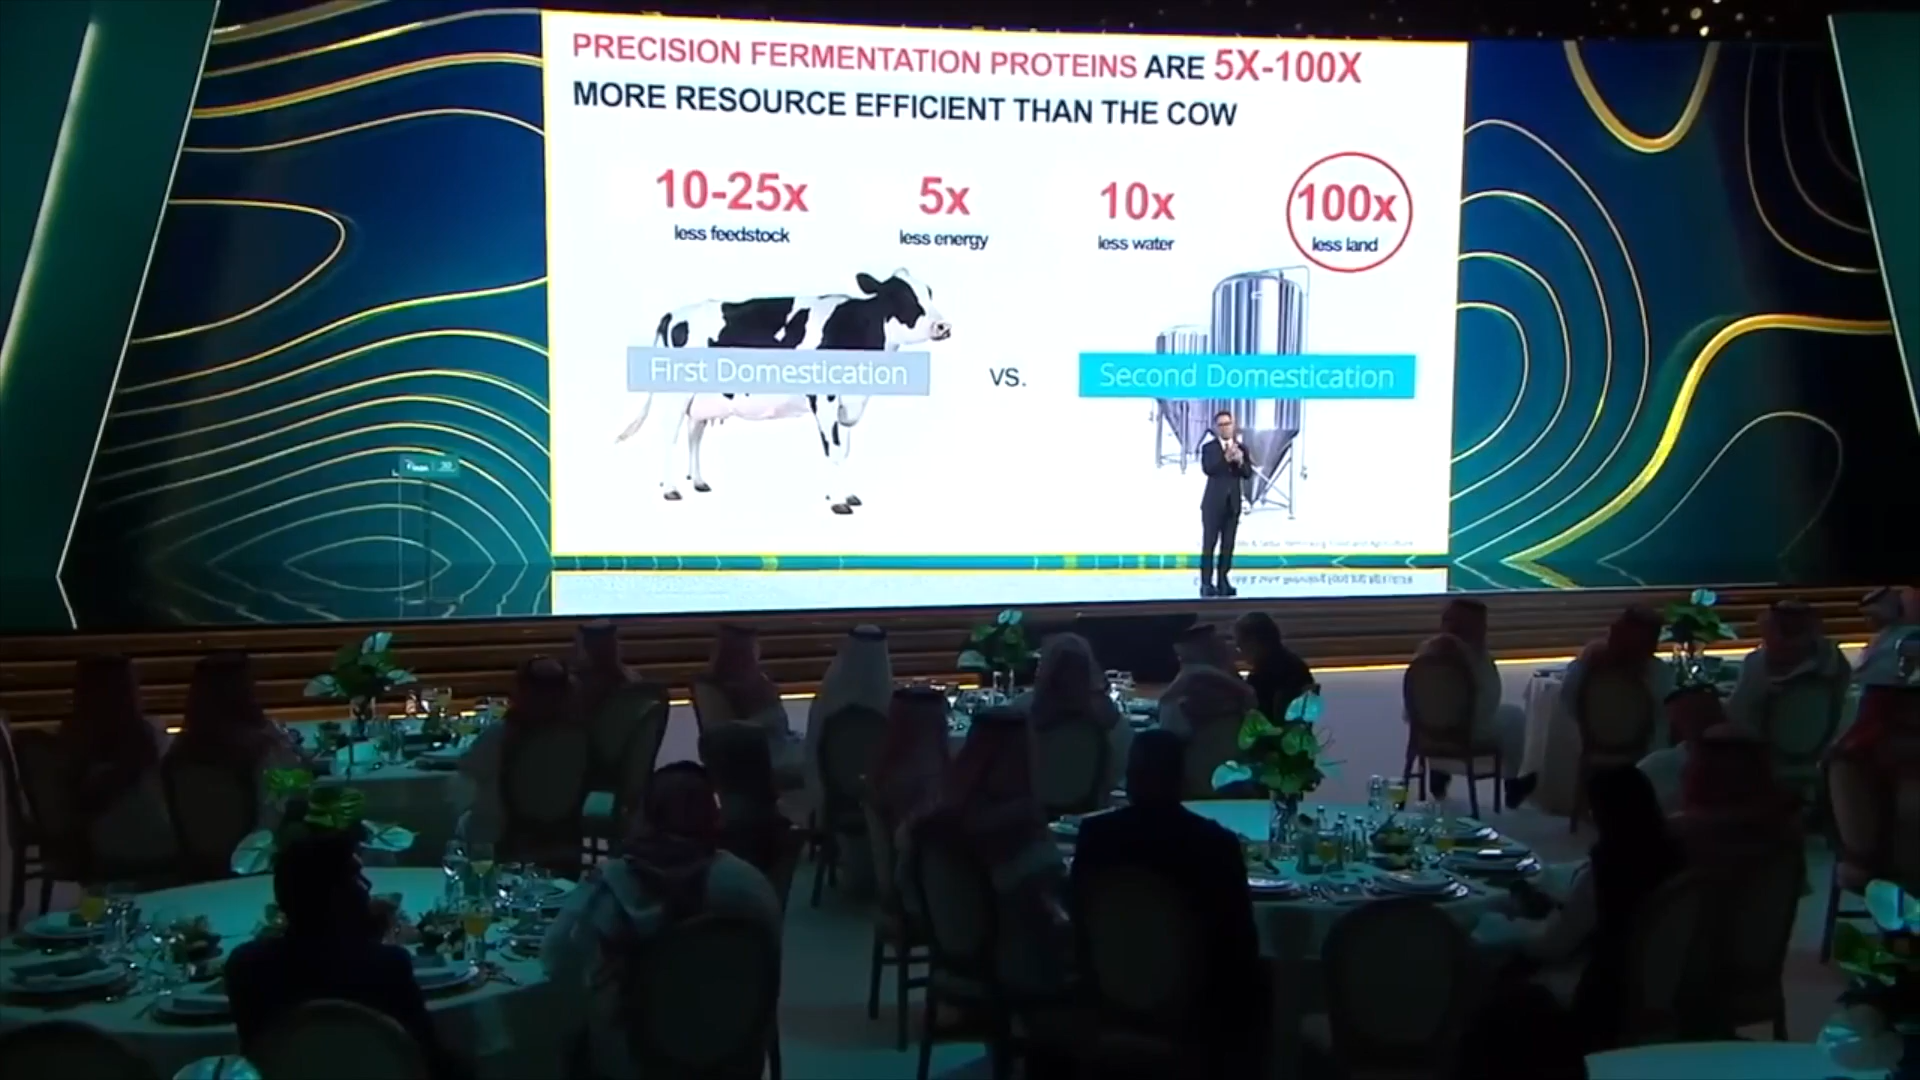 PRECISION FERMENTATION PROTEINS ARE 5X-100X
MORE RESOURCE EFFICIENT THAN THE COW
10-25x
less feedstock
5x
less energy
10x
less water
100x
less land
First Domestication
vs.
Second Domestication